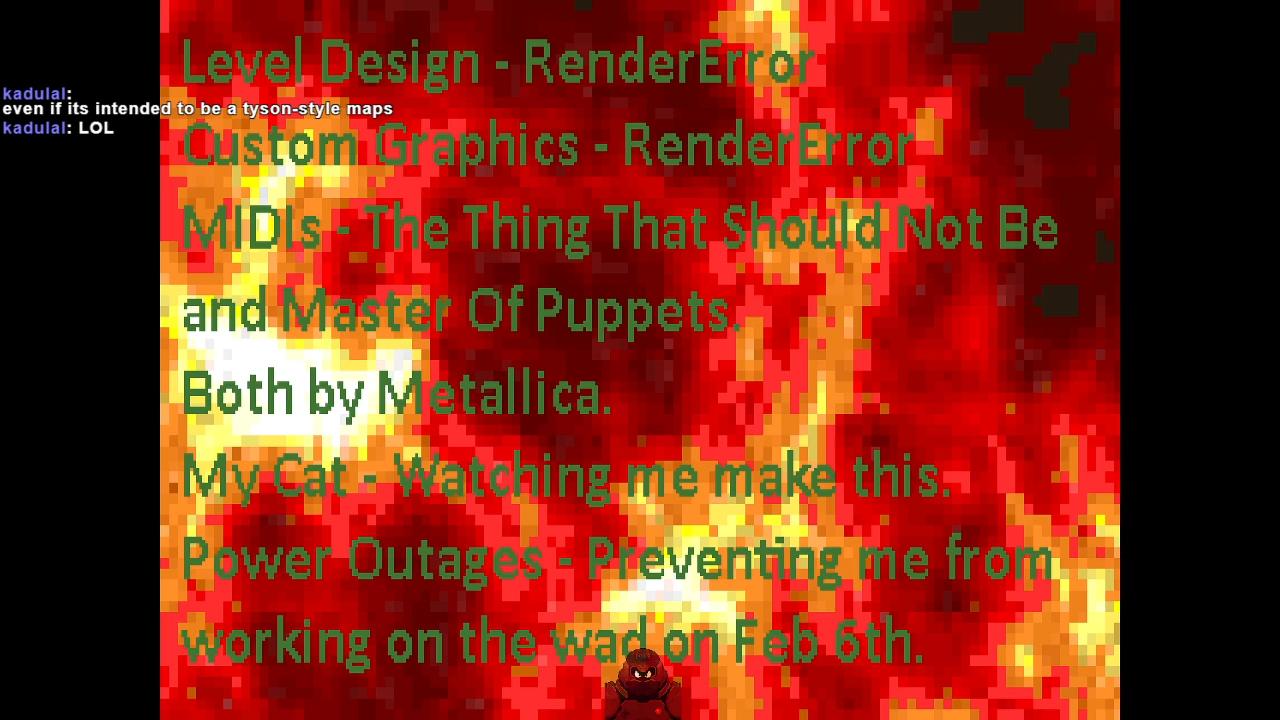 Level Design - RenderError
kadulal:
even if its intended to be a tyson-style maps
kadulal: LOL
Custom Graphics - RenderError
MIDIs - The Thing That Should Not Be
and Master Of Puppets.
Both by Metallica.
My Cat - Watching me make this.
Power Outages - Preventing me from
working on the wad on Feb 6th.